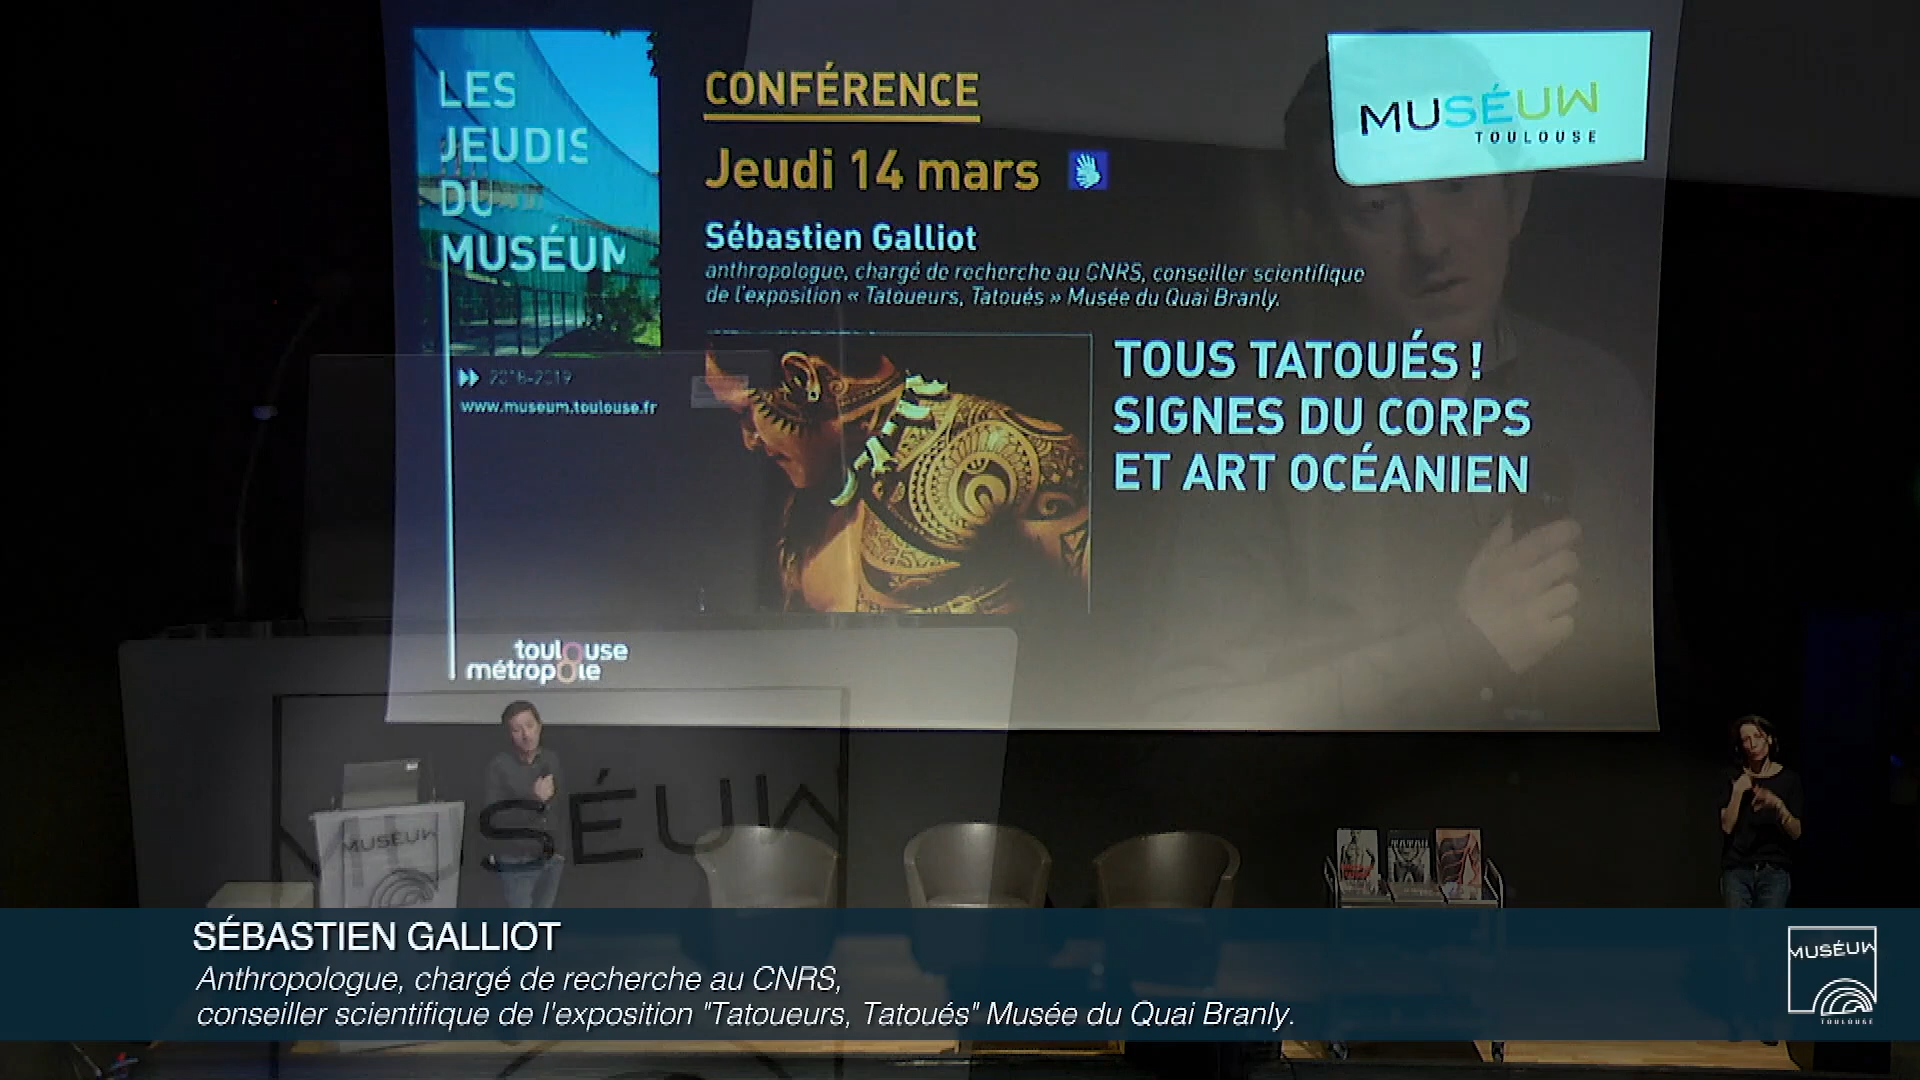 LES
JEUDIS
DU
MUSÉUM
2018-2019
www.museum.toulouse.fr
toulouse
métropole
CONFÉRENCE
Jeudi 14 mars
Sébastien Galliot
anthropologue, chargé de recherche au CNRS, conseiller scientifique
de l'exposition « Tatoueurs, Tatoués » Musée du Quai Branly.
TOUS TATOUÉS !
SIGNES DU CORPS
ET ART OCÉANIEN
MUSÉUM
TOULOUSE
MUSÉUM
MUSÉUM
TATAU
SÉBASTIEN GALLIOT
Anthropologue, chargé de recherche au CNRS,
conseiller scientifique de l'exposition "Tatoueurs, Tatoués" Musée du Quai Branly.
MUSÉUM
TOULOUSE